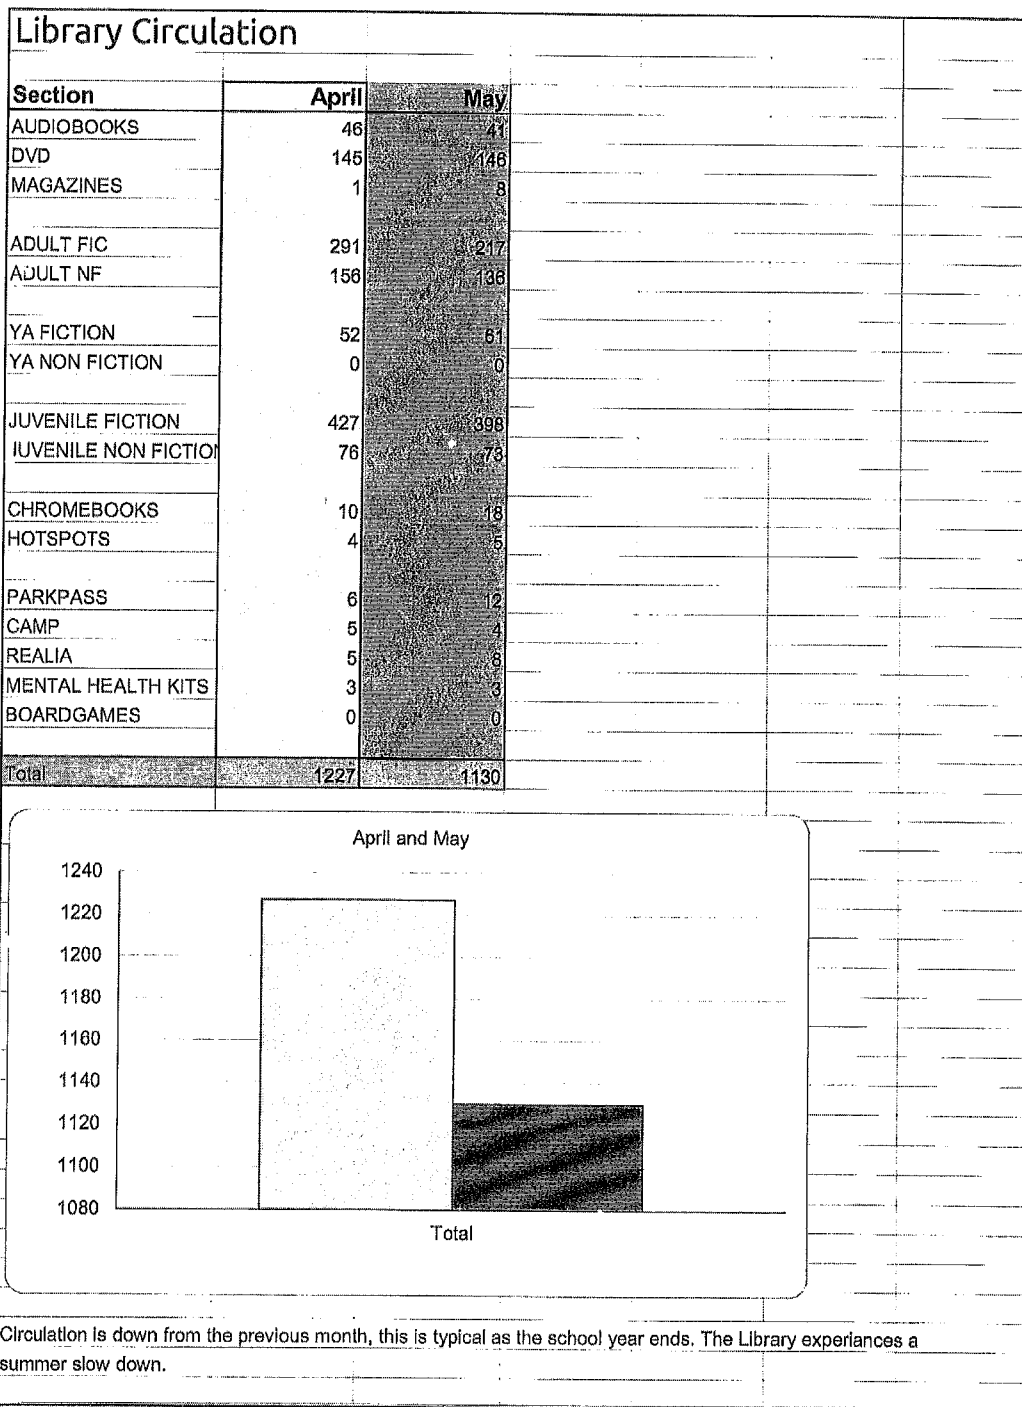 Library Circulation
Section April May
AUDIOBOOKS 46 41
DVD 145 146
MAGAZINES 1 8
ADULT FIC 291 217
ADULT NF 156 136
YA FICTION 52 61
YA NON FICTION 0 0
JUVENILE FICTION 427 398
IUVENILE NON FICTION 76 73
CHROMEBOOKS 10 18
HOTSPOTS 4 5
PARKPASS 6 12
CAMP 5 4
REALIA 5 8
MENTAL HEALTH KITS 3 3
BOARDGAMES 0 0
Total 1227 1130
April and May
1240
1220
1200
1180
1160
1140
1120
1100
1080
Total
Circulation is down from the previous month, this is typical as the school year ends. The Library experiances a
summer slow down.